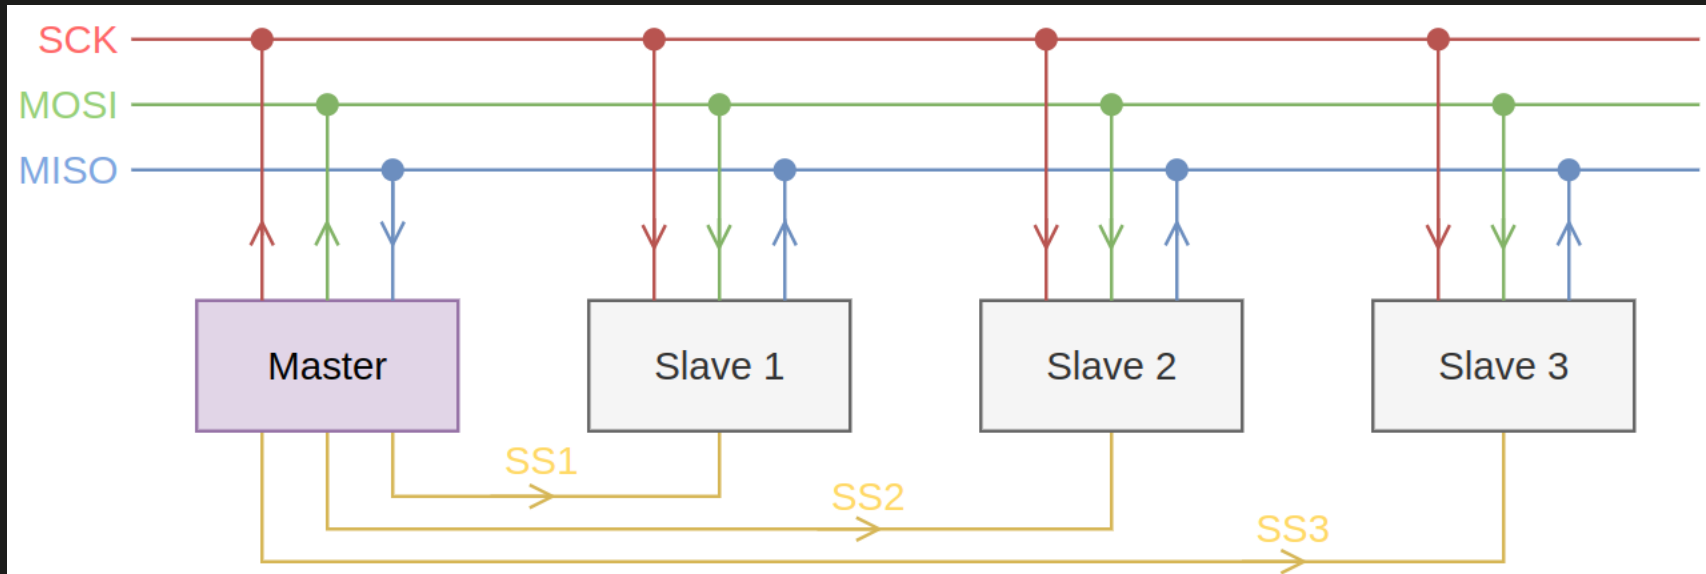 SCK
MOSI
MISO
Master
Slave 1
Slave 2
Slave 3
SS1
SS2
SS3